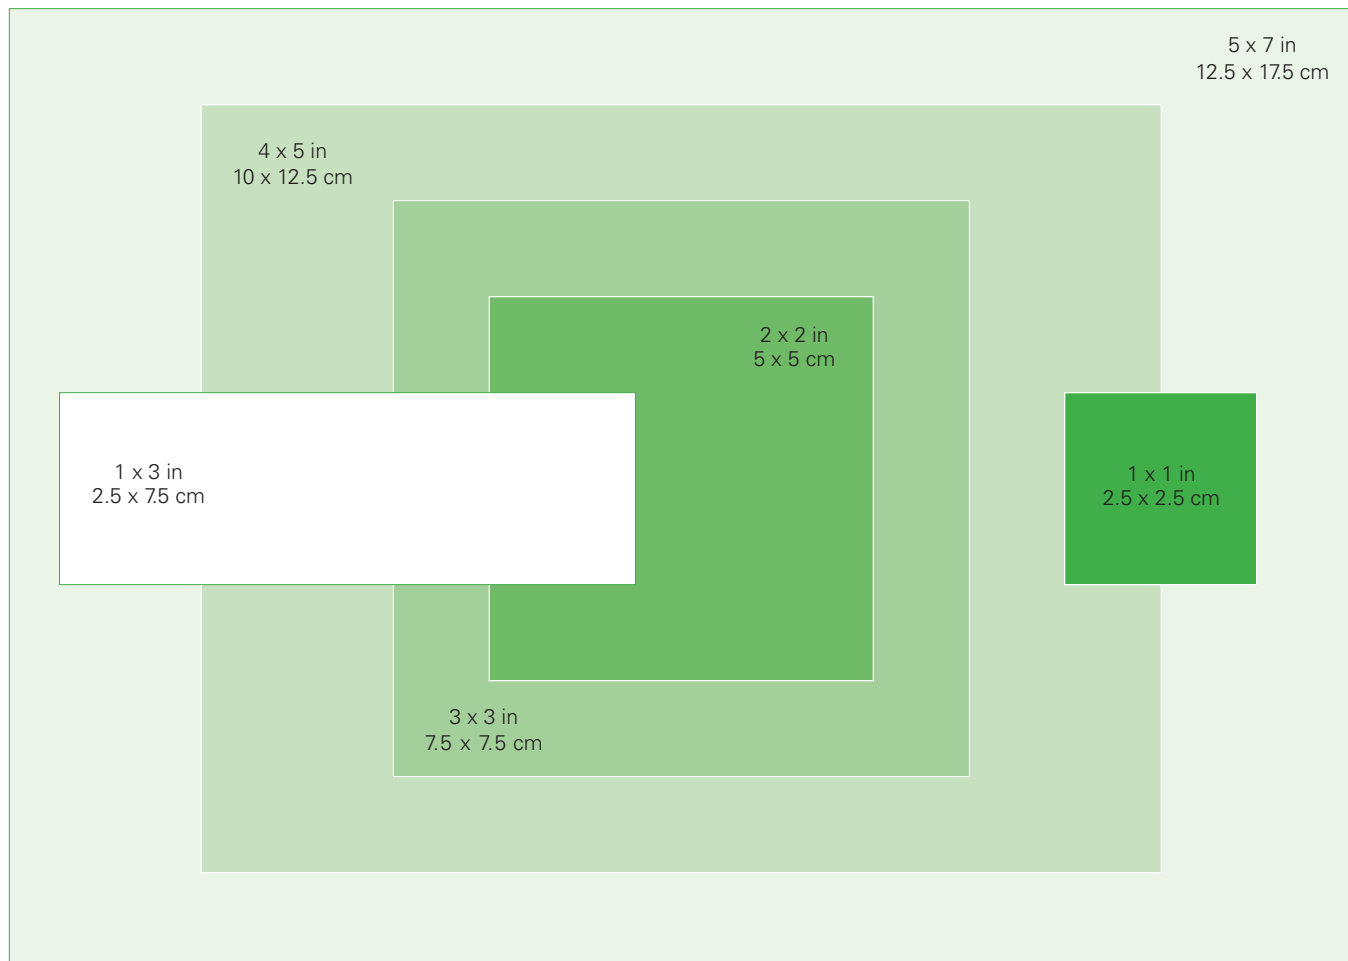 5 x 7 in
12.5 x 17.5 cm
4 x 5 in
10 x 12.5 cm
2 x 2 in
5 x 5 cm
1 x 3 in
2.5 x 7.5 cm
1 x 1 in
2.5 x 2.5 cm
3 x 3 in
7.5 x 7.5 cm